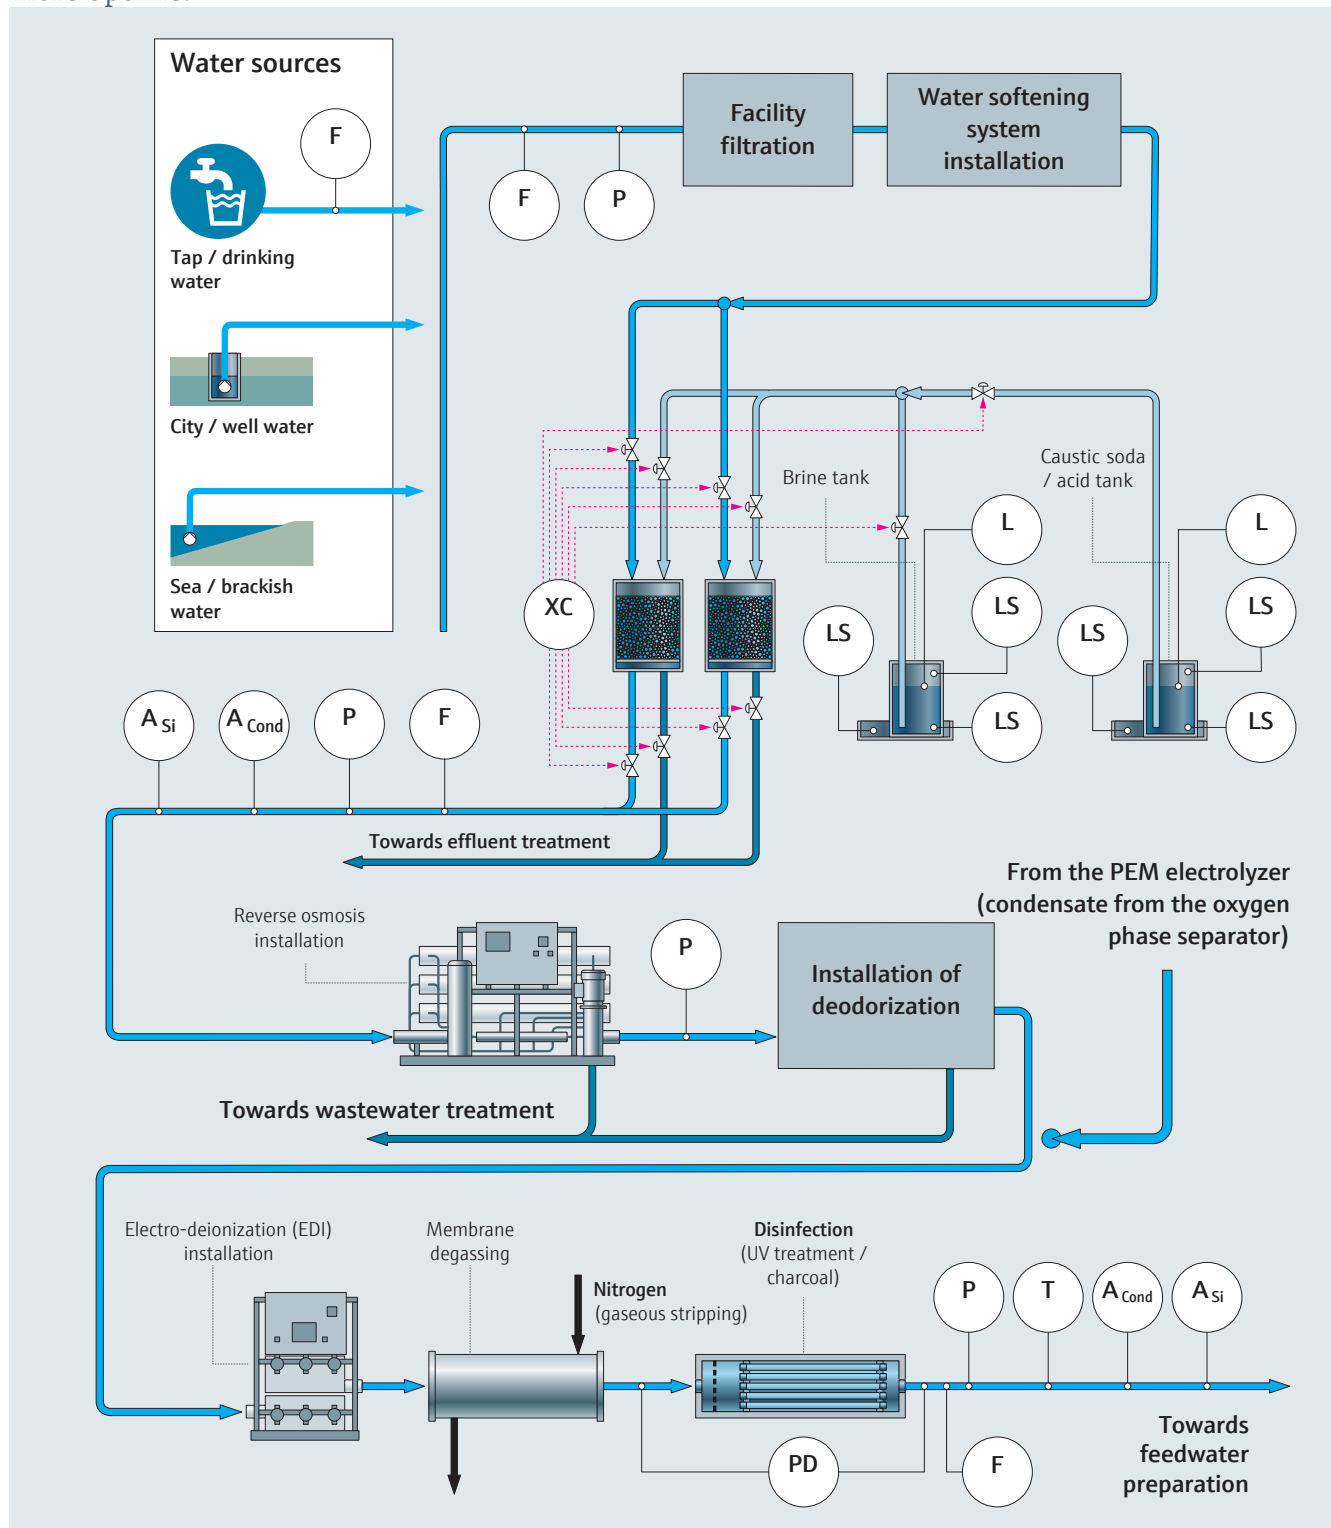 Water sources
F
Tap / drinking
water
City / well water
Sea / brackish
water
F
P
Facility
filtration
Water softening
system
installation
Brine tank
Caustic soda
/ acid tank
L
L
XC
LS
LS
LS
LS
LS
LS
A Si
A Cond
P
F
Towards effluent treatment
From the PEM electrolyzer
(condensate from the oxygen
phase separator)
Reverse osmosis
installation
P
Installation of
deodorization
Towards wastewater treatment
Electro-deionization (EDI)
installation
Membrane
degassing
Nitrogen
(gaseous stripping)
Disinfection
(UV treatment /
charcoal)
P
T
A Cond
A Si
PD
F
Towards
feedwater
preparation